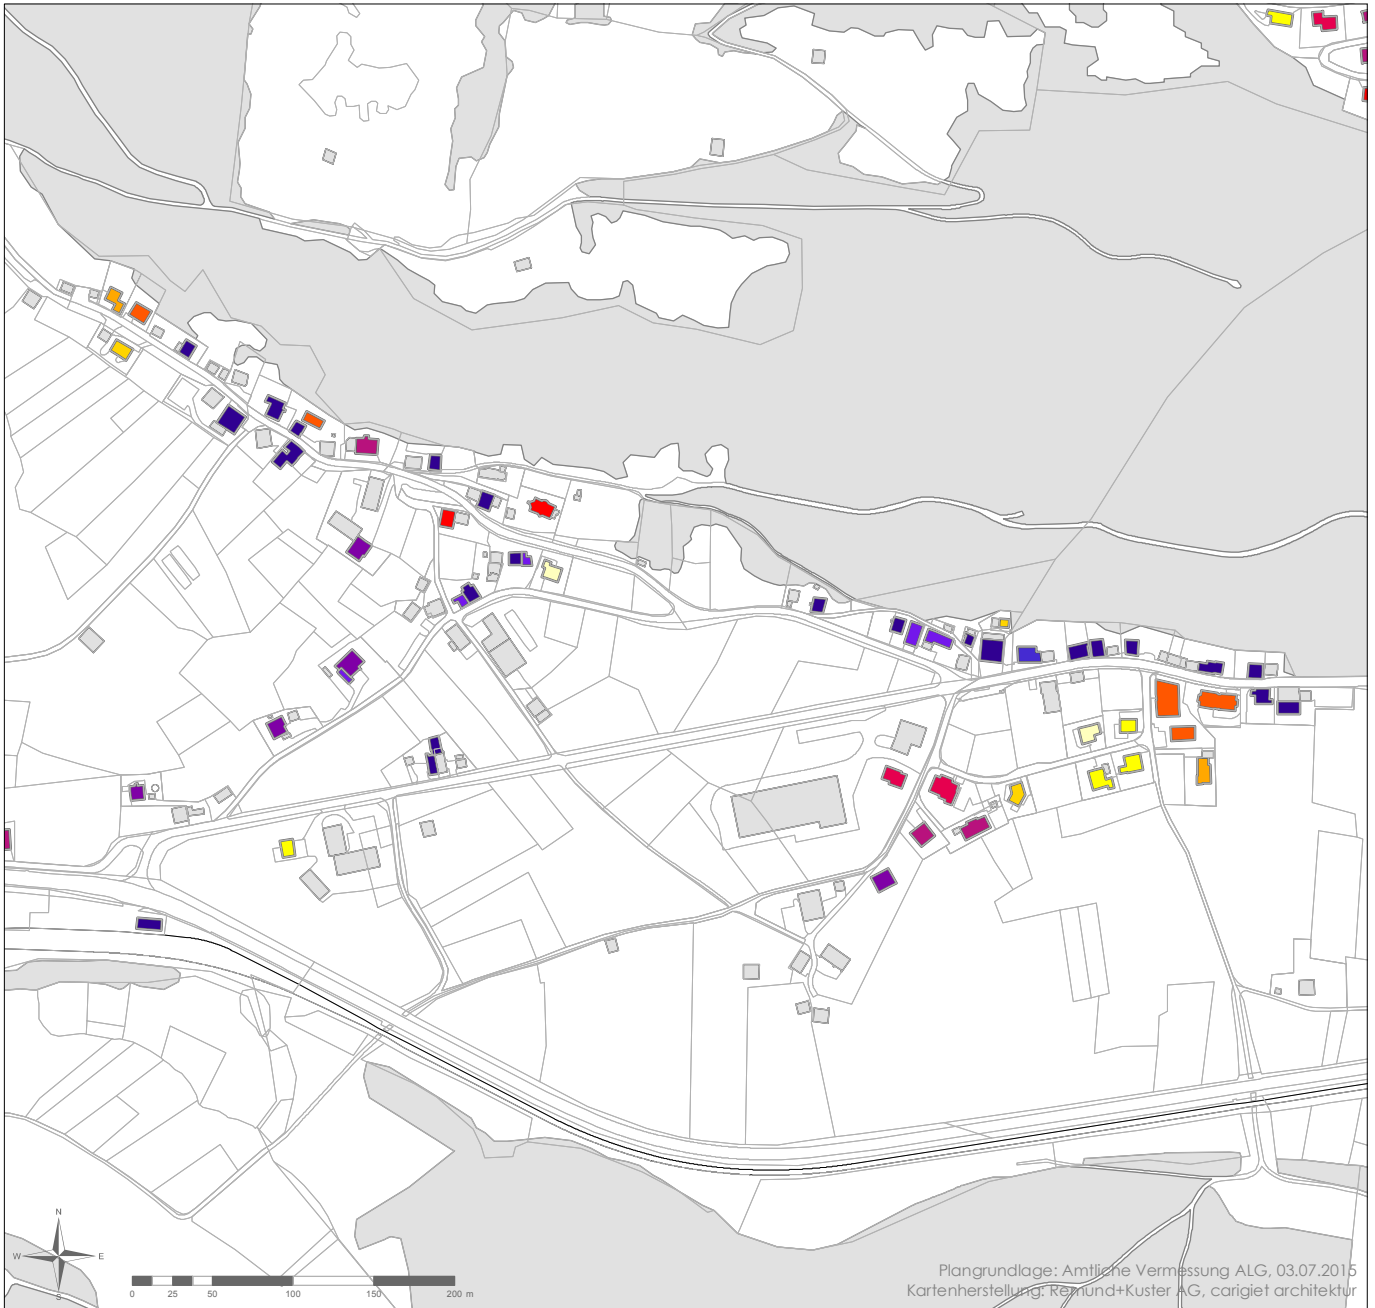 N
W E
S
0 25 50 100 150 200 m
Plangrundlage: Amtliche Vermessung ALG, 03.07.2015
Kartenherstellung: Remund+Kuster AG, carigiet architektur